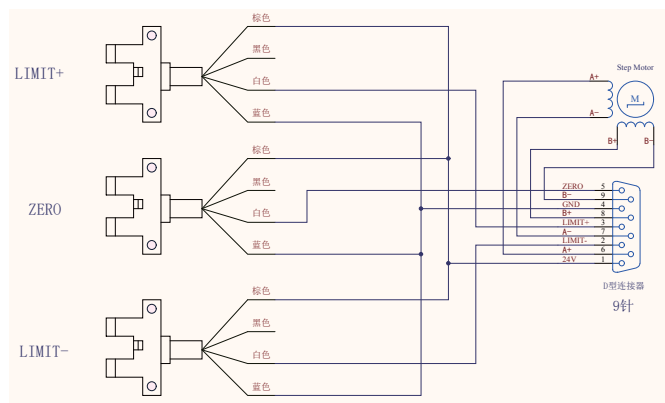 LIMIT+
棕色
黑色
白色
蓝色
ZERO
棕色
黑色
白色
蓝色
LIMIT-
棕色
黑色
白色
蓝色
Step Motor
M
A+
A-
B+
B-
ZERO 5
B- 9
GND 4
B+ 8
LIMIT+ 3
A- 7
LIMIT- 2
A+ 6
24V 1
D型连接器
9针